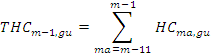 THC_{m-1,gu} = \sum_{ma=m-11}^{m-1} HC_{ma,gu}